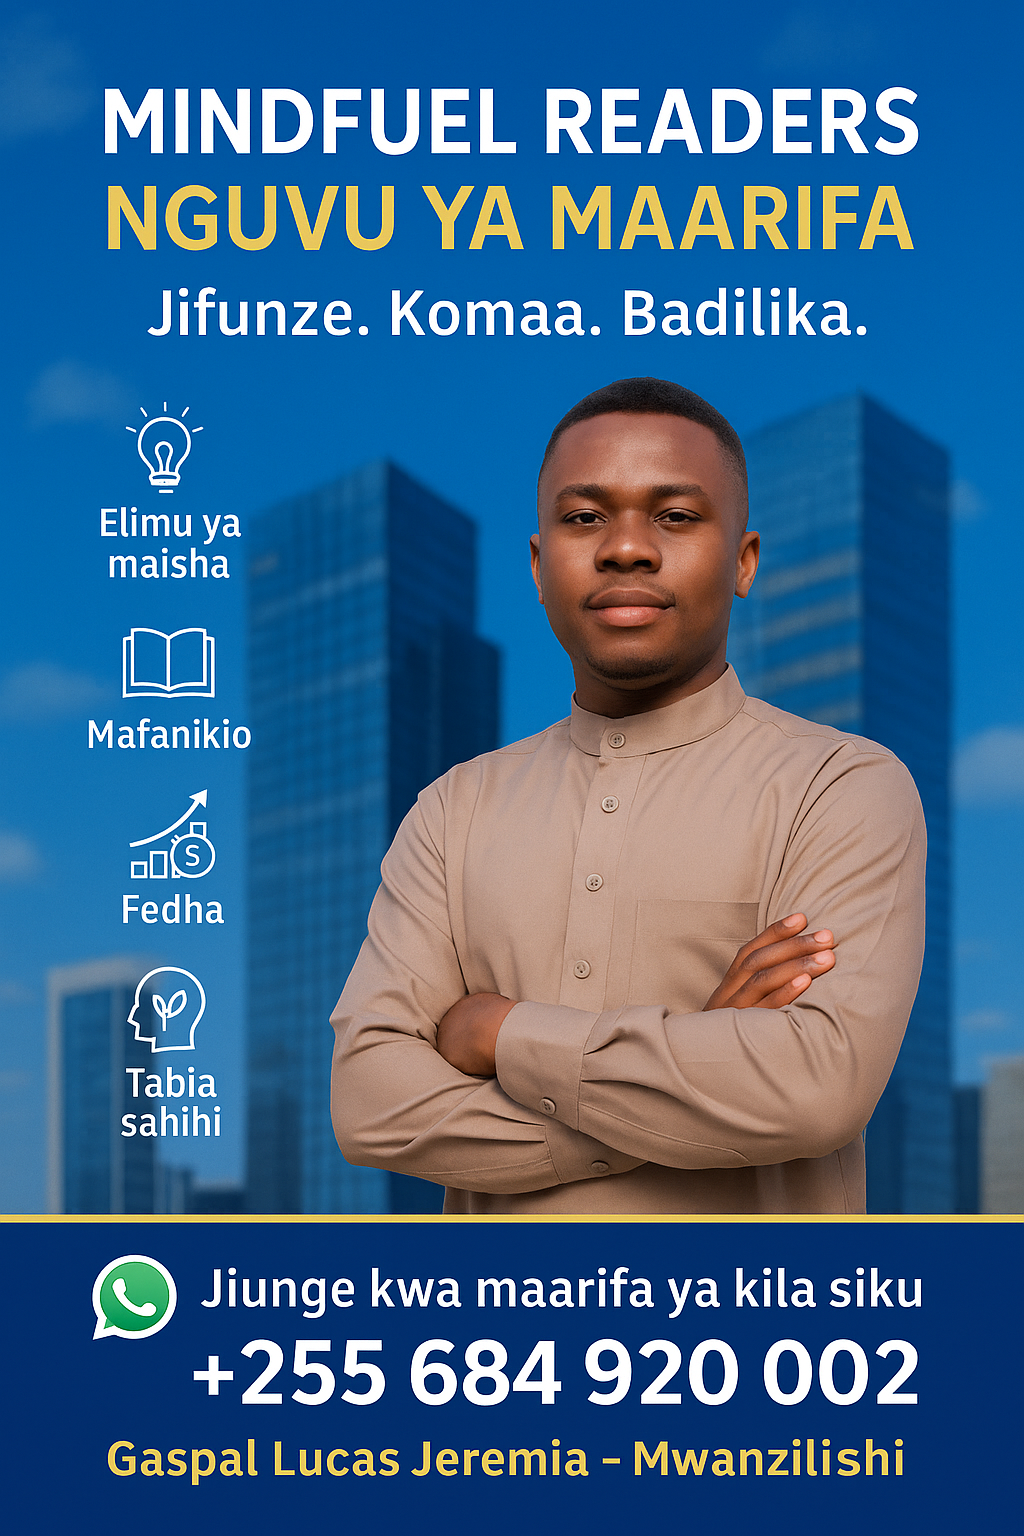 MINDFUEL READERS
NGUVU YA MAARIFA
Jifunze. Komaa. Badilika.
Elimu ya
maisha
Mafanikio
S
Fedha
Tabia
sahihi
Jiunge kwa maarifa ya kila siku
+255 684 920 002
Gaspal Lucas Jeremia – Mwanzilishi